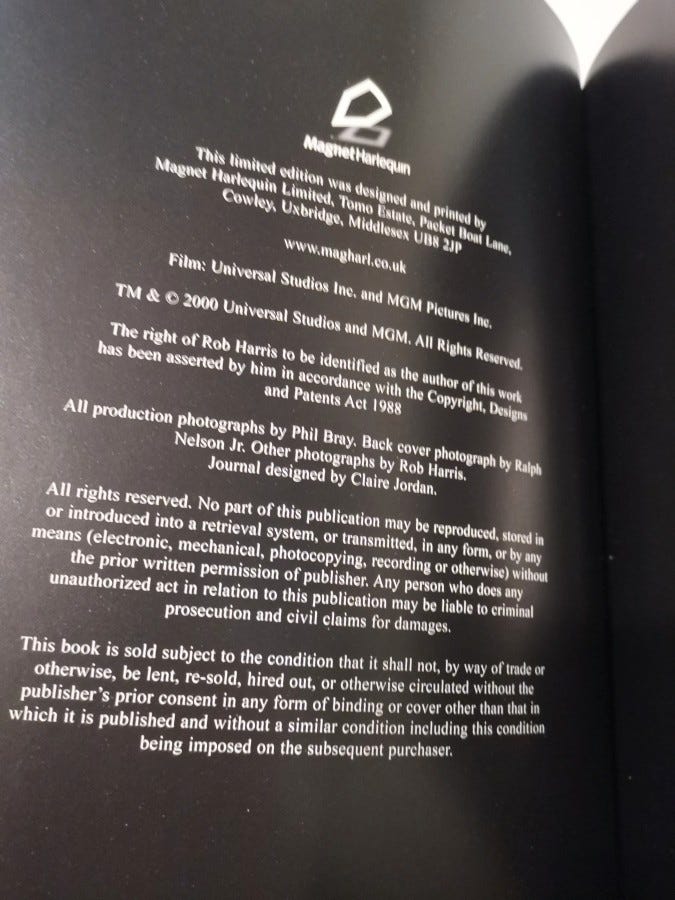 MagnetHarlequin
This limited edition was designed and printed by
Magnet Harlequin Limited, Tomo Estate, Packet Boat Lane,
Cowley, Uxbridge, Middlesex UB8 2JP
www.magharl.co.uk
Film: Universal Studios Inc. and MGM Pictures Inc.
TM & © 2000 Universal Studios and MGM. All Rights Reserved.
The right of Rob Harris to be identified as the author of this work
has been asserted by him in accordance with the Copyright, Designs
and Patents Act 1988
All production photographs by Phil Bray. Back cover photograph by Ralph
Nelson Jr. Other photographs by Rob Harris.
Journal designed by Claire Jordan.
All rights reserved. No part of this publication may be reproduced, stored in
or introduced into a retrieval system, or transmitted, in any form, or by any
means (electronic, mechanical, photocopying, recording or otherwise) without
the prior written permission of publisher. Any person who does any
unauthorized act in relation to this publication may be liable to criminal
prosecution and civil claims for damages.
This book is sold subject to the condition that it shall not, by way of trade or
otherwise, be lent, re-sold, hired out, or otherwise circulated without the
publisher's prior consent in any form of binding or cover other than that in
which it is published and without a similar condition including this condition
being imposed on the subsequent purchaser.